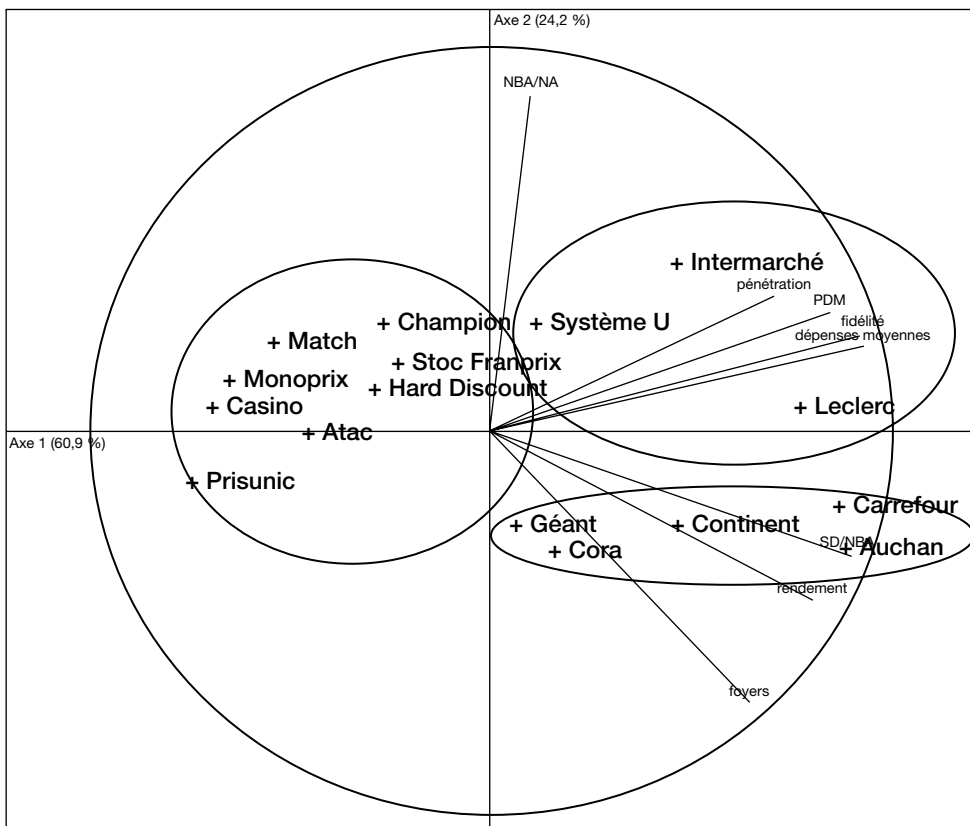 Axe 2 (24,2 %)
NBA/NA
+ Intermarché
pénétration
PDM
fidélité
dépenses moyennes
+ Champion
+ Système U
+ Match
+ Stoc Franprix
+ Monoprix
+ Hard Discount
+ Casino
+ Leclerc
+ Atac
Axe 1 (60,9 %)
+ Prisunic
+ Carrefour
+ Géant
+ Continent
SD/NBA
+ Auchan
+ Cora
rendement
foyers